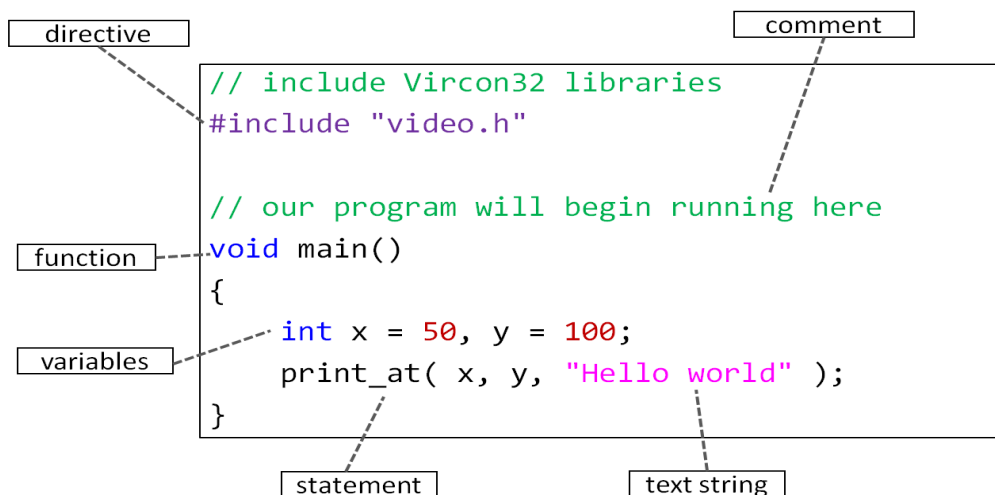 directive
comment
// include Vircon32 libraries
#include "video.h"
// our program will begin running here
function
void main()
{
int x = 50, y = 100;
variables
print_at( x, y, "Hello world" );
}
statement
text string